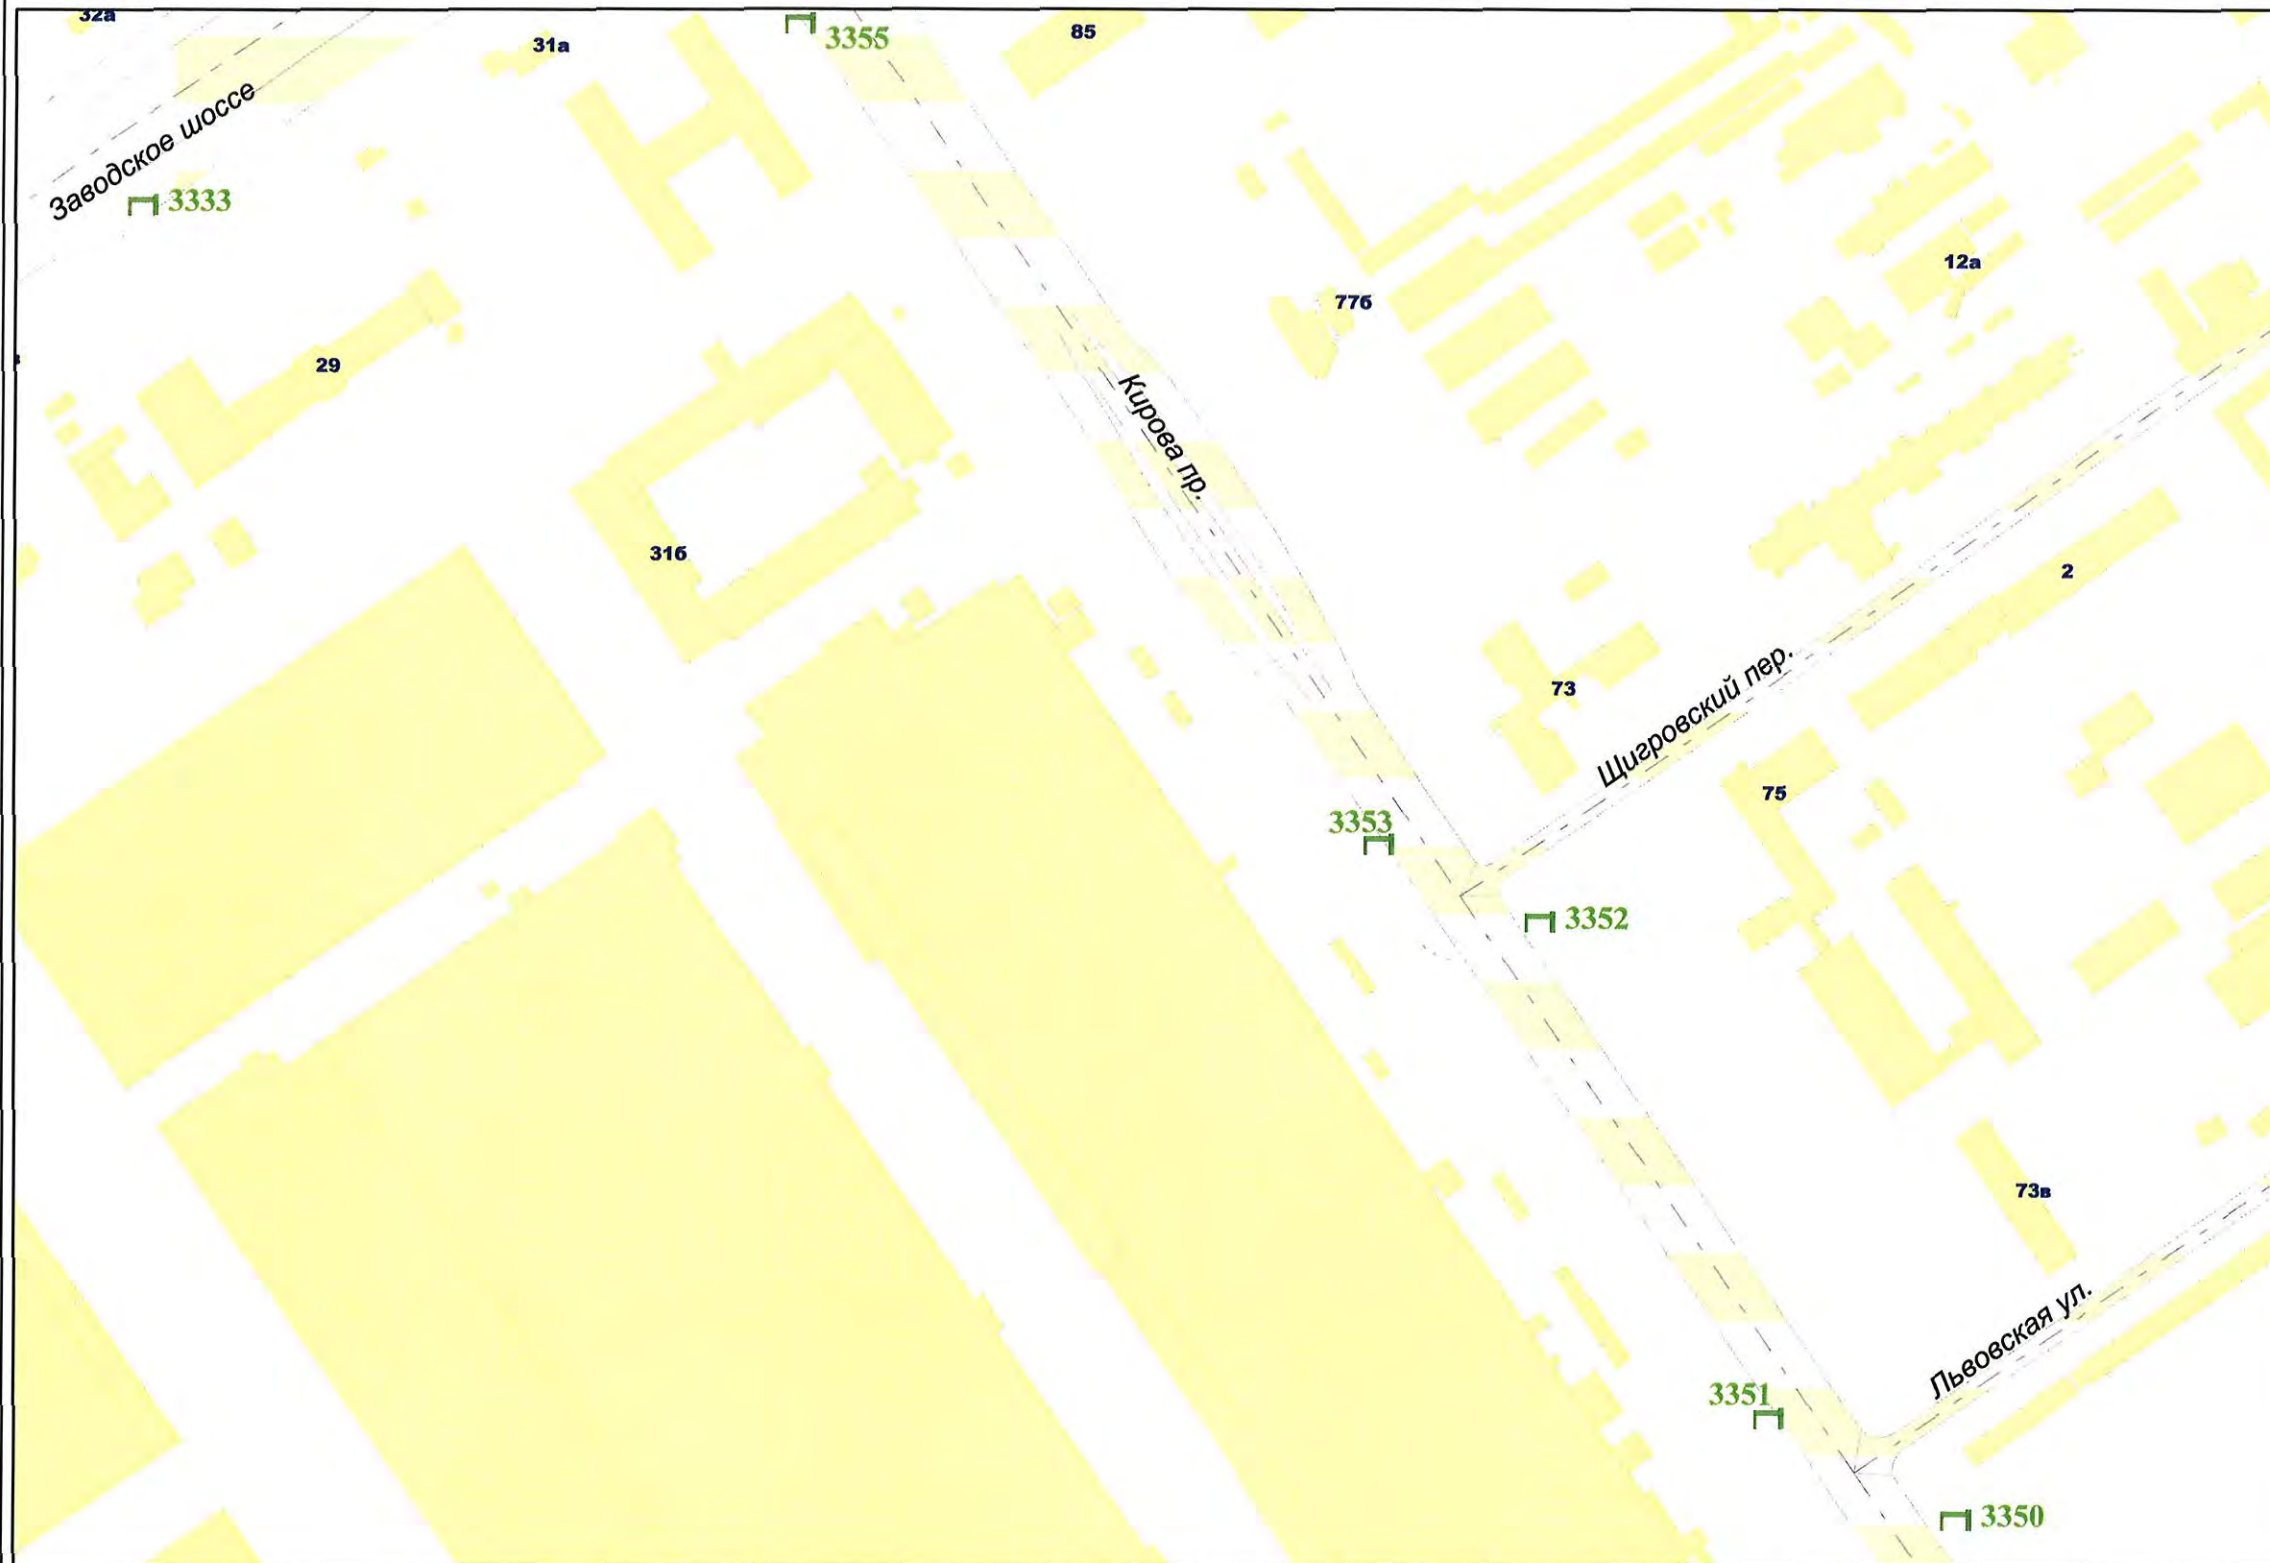 32а
31а
3355
85
Заводское шоссе
3333
12а
77б
29
Кирова пр.
31б
2
Щигровский пер.
73
75
3353
3352
73в
Львовская ул.
3351
3350